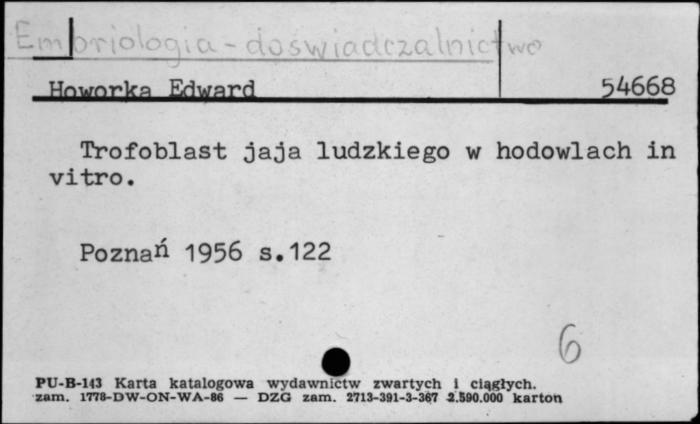 Embriologia - doświadczalnictwo
Howorka Edward 54668
Trofoblast jaja ludzkiego w hodowlach in
vitro.
Poznań 1956 s.122
6
PU-B-143 Karta katalogowa wydawnictw zwartych i ciągłych.
zam. 1778-DW-ON-WA-86 — DZG zam. 2713-391-3-367 2.590.000 karton